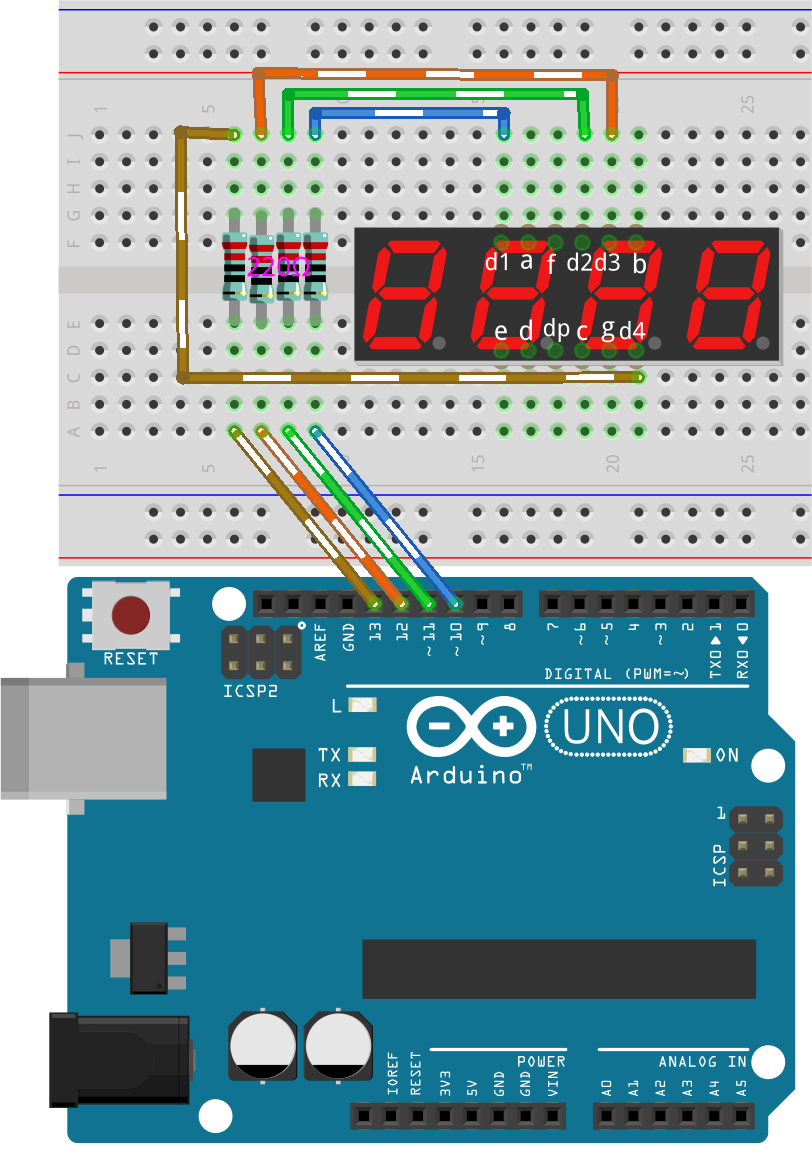 1 5 10 15 20 25
J
I
H
G
F
220Ω
d1 a f d2 d3 b
e d dp c g d4
E
D
C
B
A
1 5 15 20 25
RESET
ICSP2
AREF GND 13 12 ~11 ~10 ~9 8 7 ~6 ~5 4 ~3 2 TX0▶1 RX0◀0
DIGITAL (PWM=~)
L
TX
RX
UNO
Arduino™
ON
1
ICSP
POWER
ANALOG IN
IOREF RESET 3V3 5V GND GND VIN A0 A1 A2 A3 A4 A5